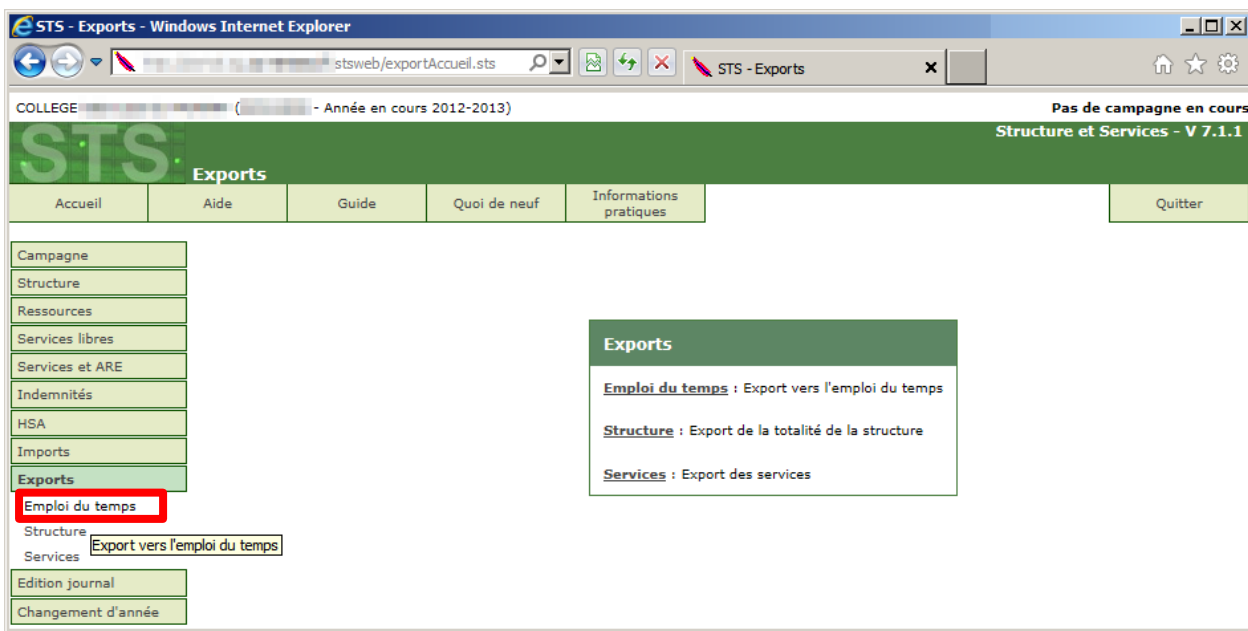 STS - Exports - Windows Internet Explorer
stsweb/exportAccueil.sts
STS - Exports
COLLEGE ( - Année en cours 2012-2013)
Pas de campagne en cours
STS
Exports
Structure et Services - V 7.1.1
Accueil
Aide
Guide
Quoi de neuf
Informations
pratiques
Quitter
Campagne
Structure
Ressources
Services libres
Services et ARE
Indemnités
HSA
Imports
Exports
Emploi du temps
Structure
Export vers l'emploi du temps
Services
Edition journal
Changement d'année
Exports
Emploi du temps : Export vers l'emploi du temps
Structure : Export de la totalité de la structure
Services : Export des services